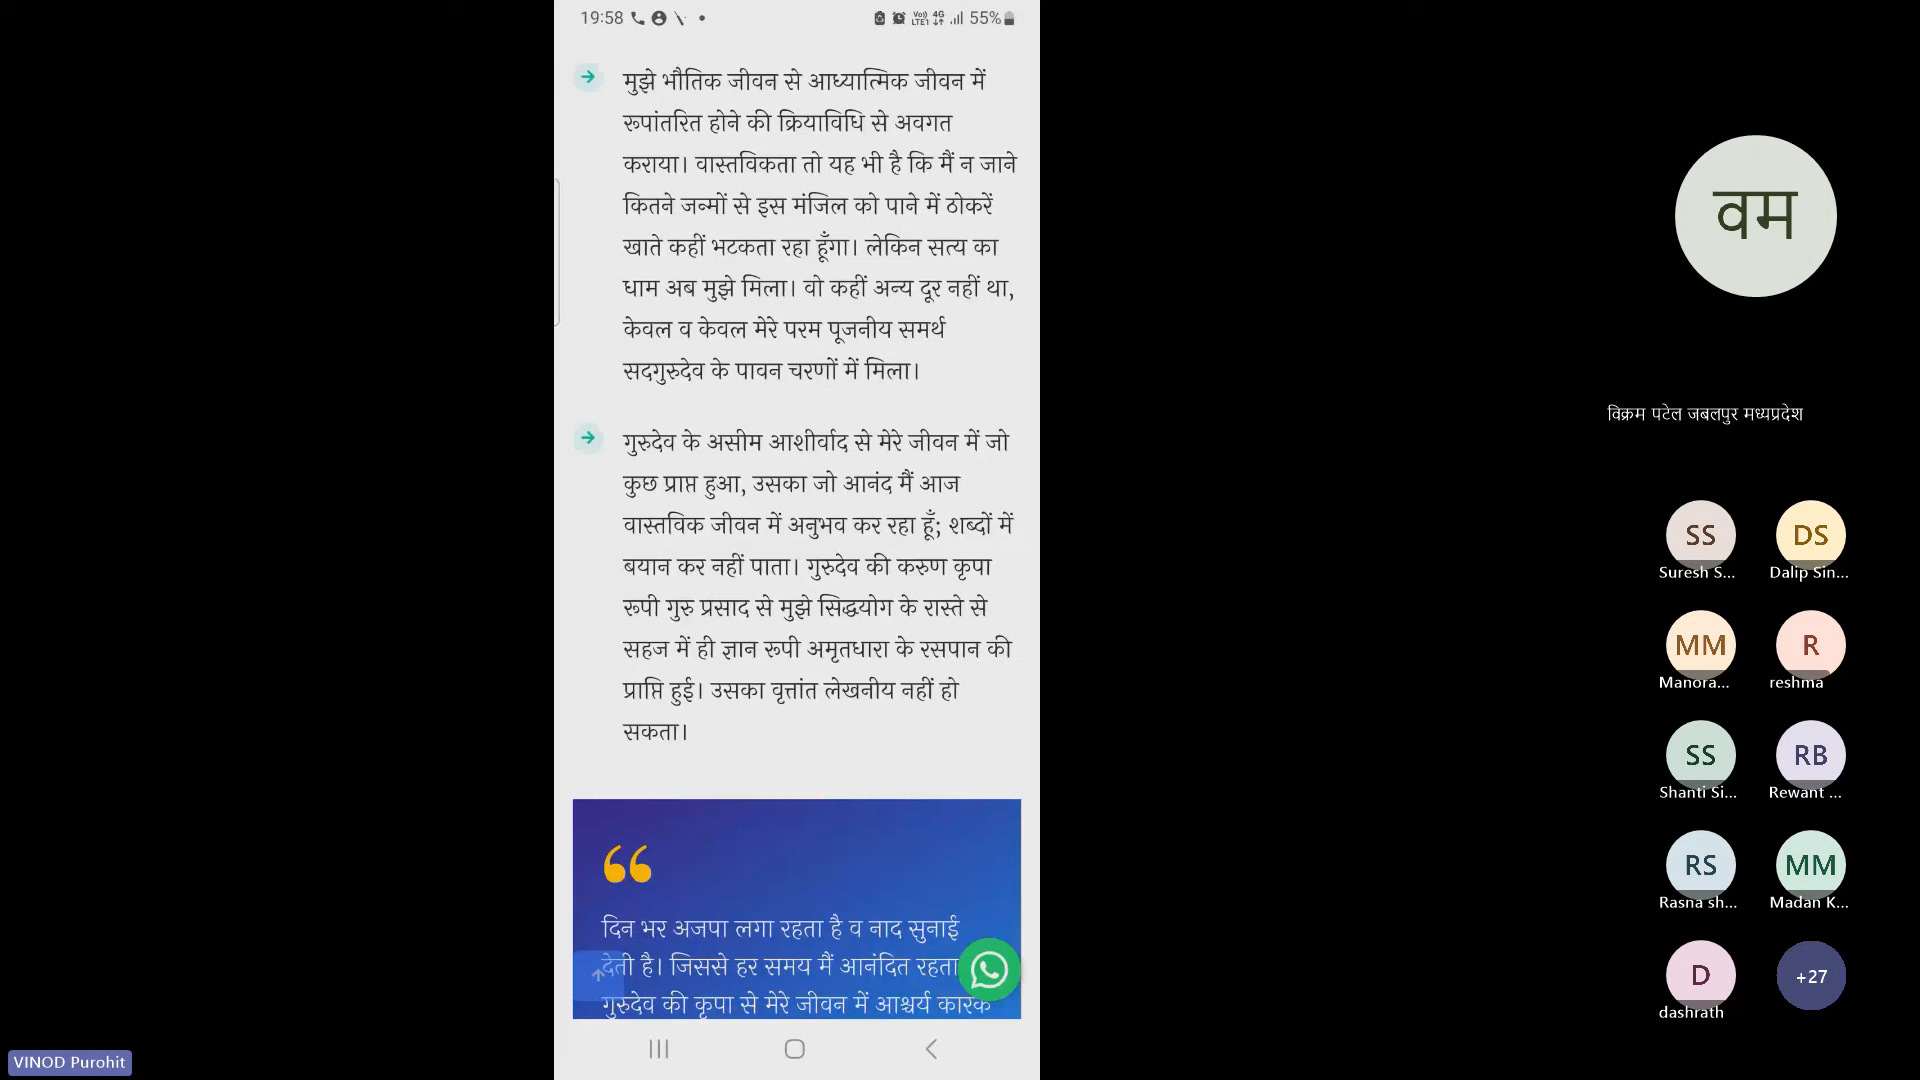 19:58
Vo)) 4G
LTE1
55%
मुझे भौतिक जीवन से आध्यात्मिक जीवन में
रूपांतरित होने की क्रियाविधि से अवगत
कराया। वास्तविकता तो यह भी है कि मैं न जाने
कितने जन्मों से इस मंजिल को पाने में ठोकरें
खाते कहीं भटकता रहा हूँगा। लेकिन सत्य का
धाम अब मुझे मिला। वो कहीं अन्य दूर नहीं था,
केवल व केवल मेरे परम पूजनीय समर्थ
सदगुरुदेव के पावन चरणों में मिला।
गुरुदेव के असीम आशीर्वाद से मेरे जीवन में जो
कुछ प्राप्त हुआ, उसका जो आनंद मैं आज
वास्तविक जीवन में अनुभव कर रहा हूँ; शब्दों में
बयान कर नहीं पाता। गुरुदेव की करुण कृपा
रूपी गुरु प्रसाद से मुझे सिद्धयोग के रास्ते से
सहज में ही ज्ञान रूपी अमृतधारा के रसपान की
प्राप्ति हुई। उसका वृत्तांत लेखनीय नहीं हो
सकता।
“
दिन भर अजपा लगा रहता है व नाद सुनाई
देती है। जिससे हर समय मैं आनंदित रहता
गुरुदेव की कृपा से मेरे जीवन में आश्चर्य कारक
वम
विक्रम पटेल जबलपुर मध्यप्रदेश
SS DS
Suresh S... Dalip Sin...
MM R
Manora... reshma
SS RB
Shanti Si... Rewant ...
RS MM
Rasna sh... Madan K...
D +27
dashrath
VINOD Purohit